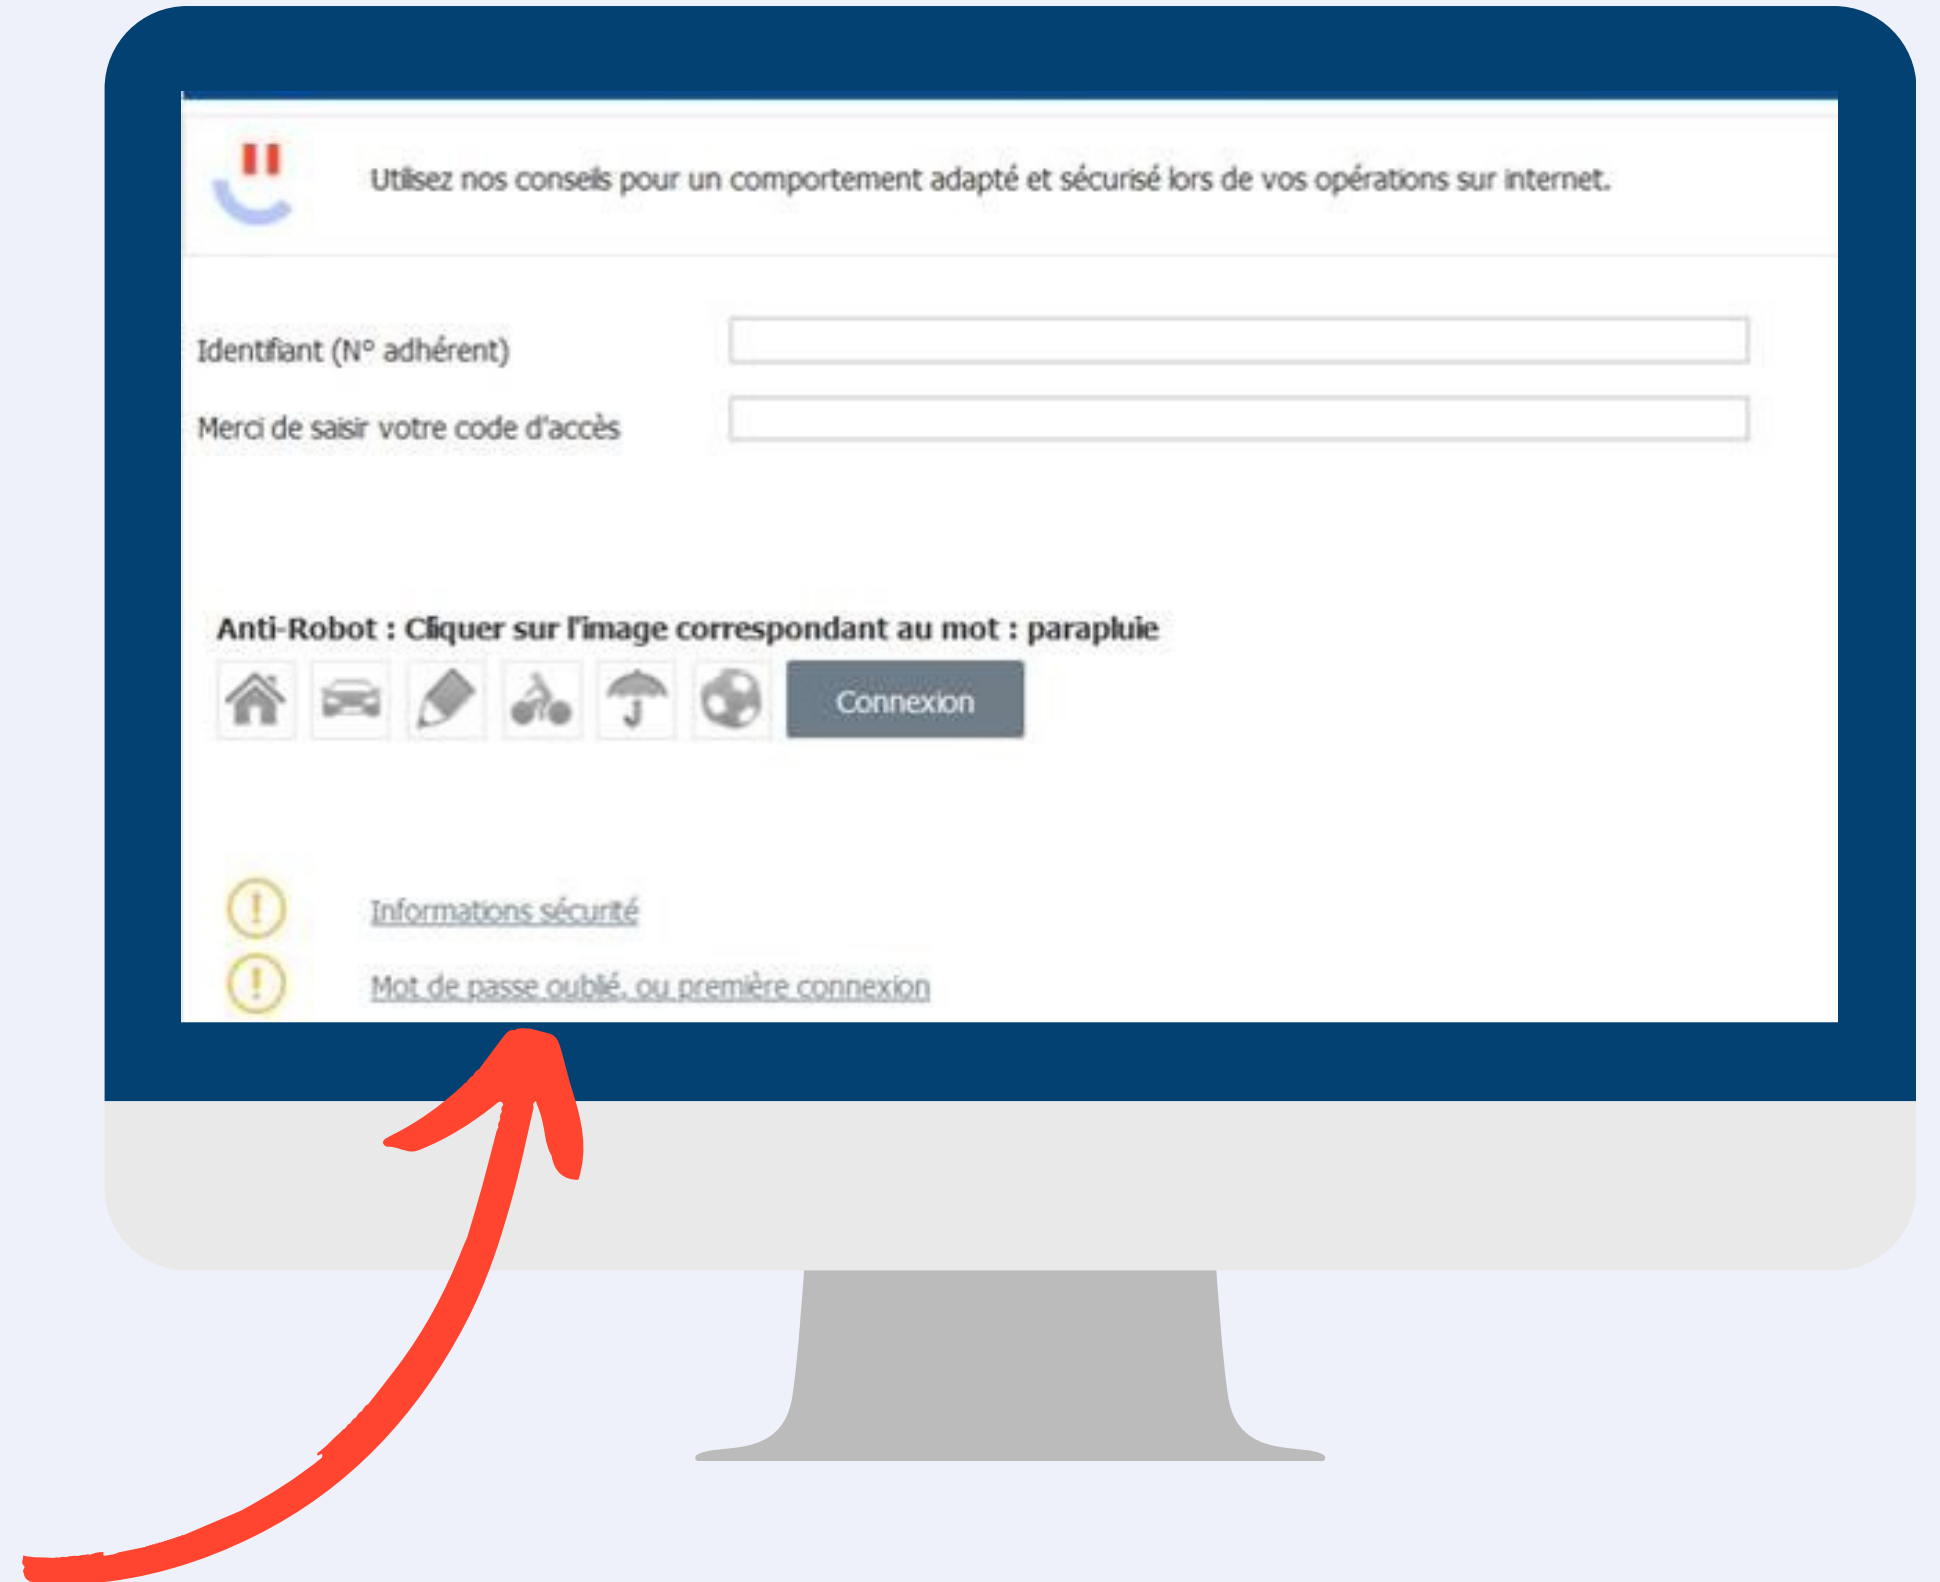 Utilisez nos conseils pour un comportement adapté et sécurisé lors de vos opérations sur internet.
Identifiant (N° adhérent)
Merci de saisir votre code d'accès
Anti-Robot : Cliquer sur l'image correspondant au mot : parapluie
Connexion
Informations sécurité
Mot de passe oublié, ou première connexion